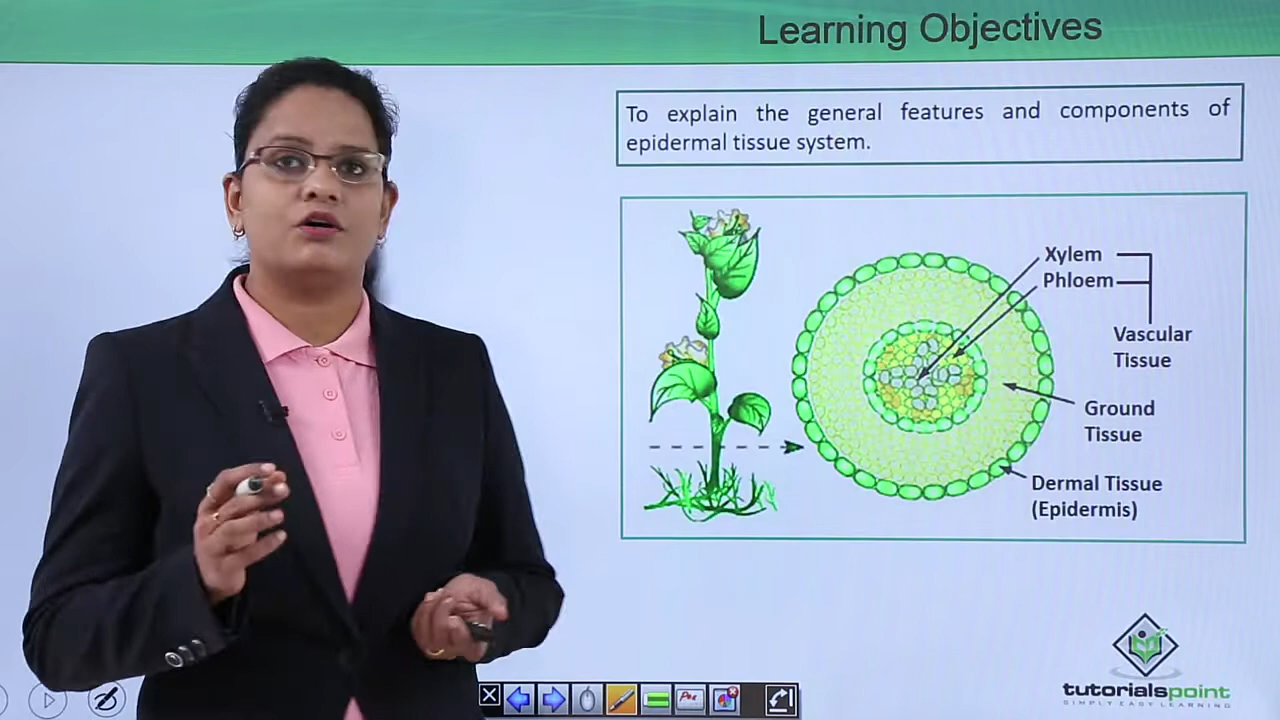 Learning Objectives
To explain the general features and components of
epidermal tissue system.
Xylem
Phloem
Vascular
Tissue
Ground
Tissue
Dermal Tissue
(Epidermis)
Pen
tutorialspoint
SIMPLY EASY LEARNING